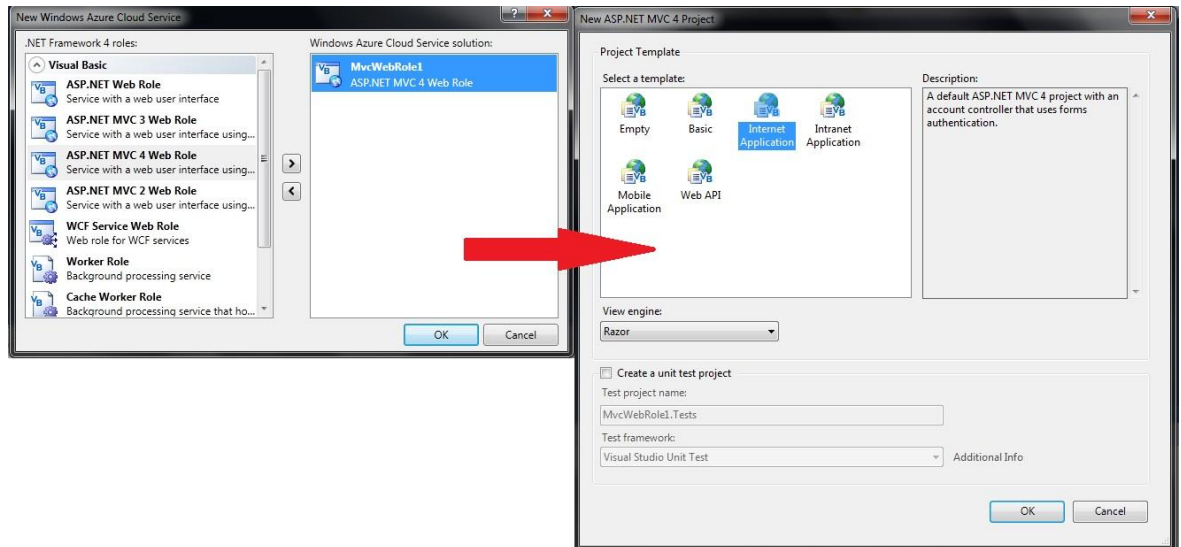 New Windows Azure Cloud Service
.NET Framework 4 roles:
Visual Basic
ASP.NET Web Role
Service with a web user interface
ASP.NET MVC 3 Web Role
Service with a web user interface using...
ASP.NET MVC 4 Web Role
Service with a web user interface using...
ASP.NET MVC 2 Web Role
Service with a web user interface using...
WCF Service Web Role
Web role for WCF services
Worker Role
Background processing service
Cache Worker Role
Background processing service that ho...
Windows Azure Cloud Service solution:
MvcWebRole1
ASP.NET MVC 4 Web Role
OK
Cancel
New ASP.NET MVC 4 Project
Project Template
Select a template:
Empty
Basic
Internet
Application
Intranet
Application
Mobile
Application
Web API
Description:
A default ASP.NET MVC 4 project with an
account controller that uses forms
authentication.
View engine:
Razor
Create a unit test project
Test project name:
MvcWebRole1.Tests
Test framework:
Visual Studio Unit Test
Additional Info
OK
Cancel